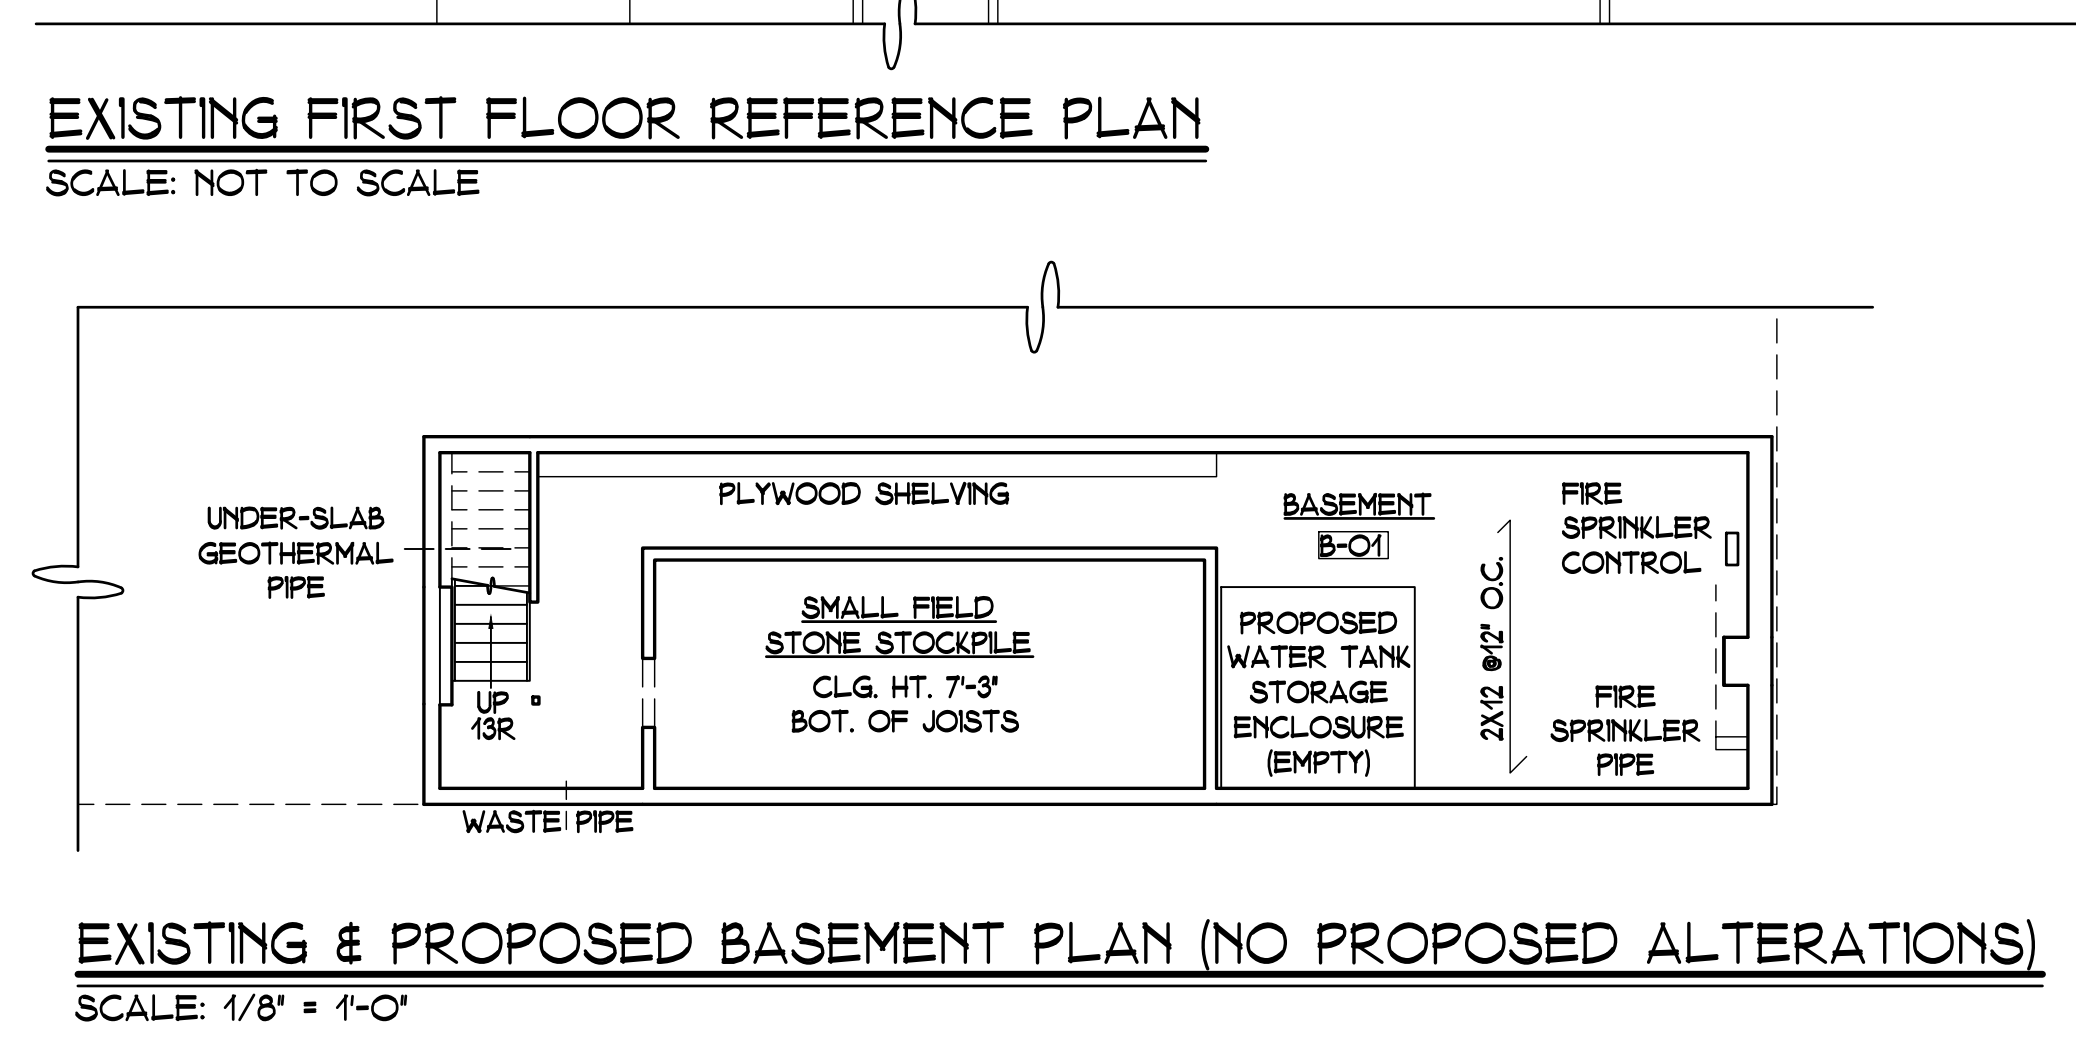 EXISTING FIRST FLOOR REFERENCE PLAN
SCALE: NOT TO SCALE
UNDER-SLAB
GEOTHERMAL
PIPE
PLYWOOD SHELVING
BASEMENT
B-01
FIRE
SPRINKLER
CONTROL
SMALL FIELD
STONE STOCKPILE
CLG. HT. 7'-3"
BOT. OF JOISTS
PROPOSED
WATER TANK
STORAGE
ENCLOSURE
(EMPTY)
2X12 @12" O.C.
FIRE
SPRINKLER
PIPE
UP
13R
WASTE PIPE
EXISTING & PROPOSED BASEMENT PLAN (NO PROPOSED ALTERATIONS)
SCALE: 1/8" = 1'-0"